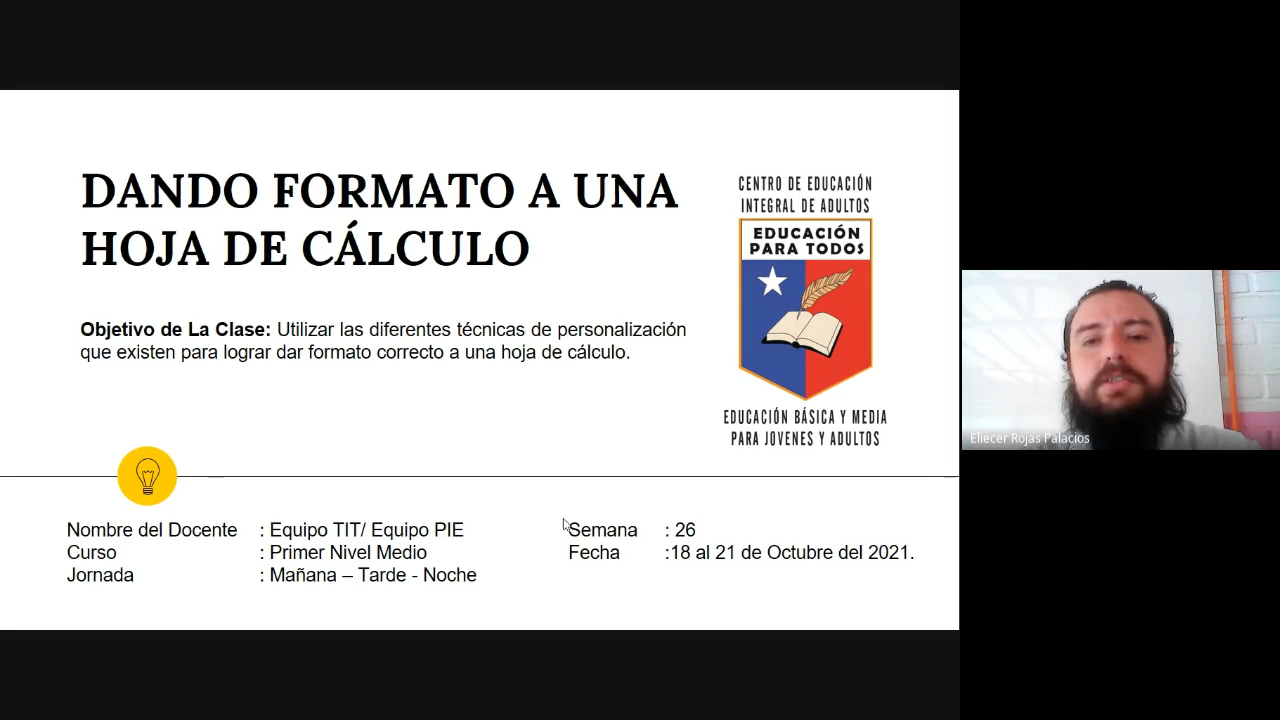 DANDO FORMATO A UNA
HOJA DE CÁLCULO
Objetivo de La Clase: Utilizar las diferentes técnicas de personalización
que existen para lograr dar formato correcto a una hoja de cálculo.
CENTRO DE EDUCACIÓN
INTEGRAL DE ADULTOS
EDUCACIÓN
PARA TODOS
EDUCACIÓN BÁSICA Y MEDIA
PARA JOVENES Y ADULTOS
Nombre del Docente : Equipo TIT/ Equipo PIE
Curso : Primer Nivel Medio
Jornada : Mañana – Tarde - Noche
Semana : 26
Fecha :18 al 21 de Octubre del 2021.
Eliecer Rojas Palacios